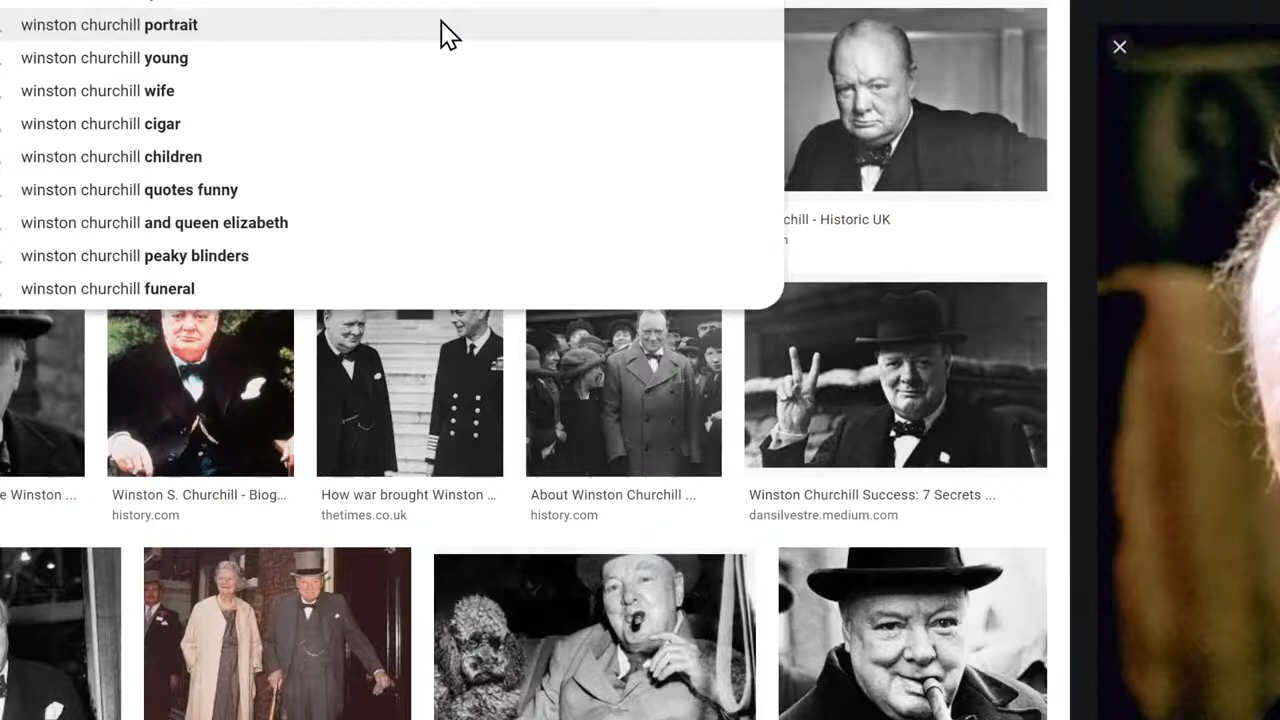 winston churchill portrait
winston churchill young
winston churchill wife
winston churchill cigar
winston churchill children
winston churchill quotes funny
winston churchill and queen elizabeth
winston churchill peaky blinders
winston churchill funeral
chill - Historic UK
e Winston ...
Winston S. Churchill - Biog...
history.com
How war brought Winston ...
thetimes.co.uk
About Winston Churchill ...
history.com
Winston Churchill Success: 7 Secrets ...
dansilvestre.medium.com